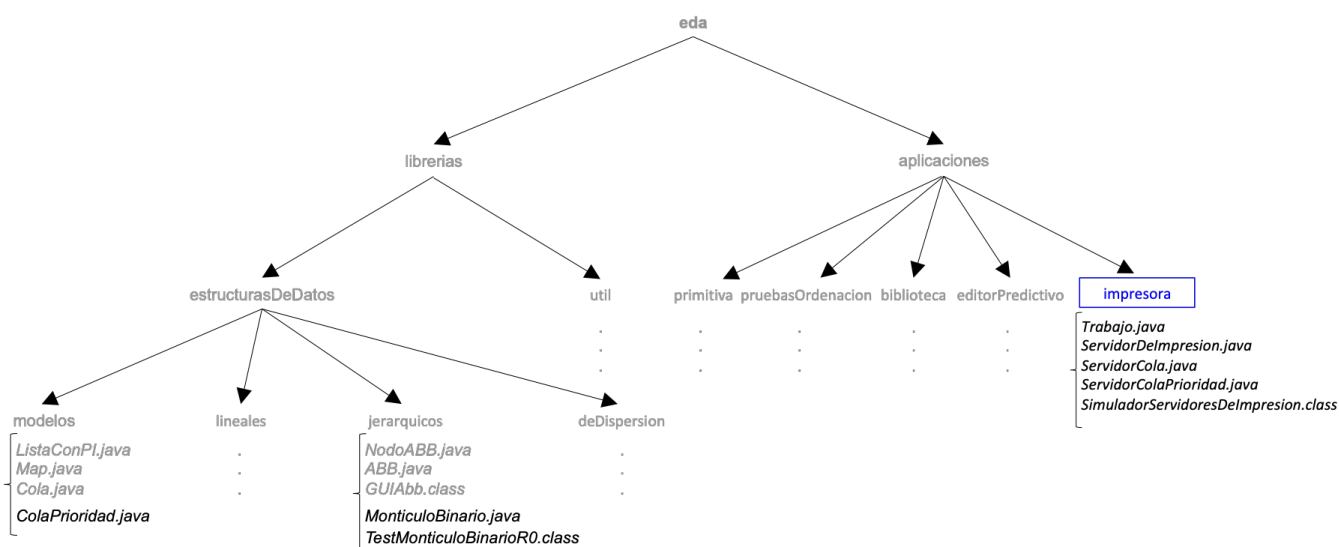 eda
librerias
aplicaciones
estructurasDeDatos
util
primitiva
pruebasOrdenacion
biblioteca
editorPredictivo
impresora
Trabajo.java
ServidorDeImpresion.java
ServidorCola.java
ServidorColaPrioridad.java
SimuladorServidoresDeImpresion.class
modelos
lineales
jerarquicos
deDispersion
ListaConPI.java
Map.java
Cola.java
ColaPrioridad.java
NodoABB.java
ABB.java
GUIAbb.class
MonticuloBinario.java
TestMonticuloBinarioR0.class